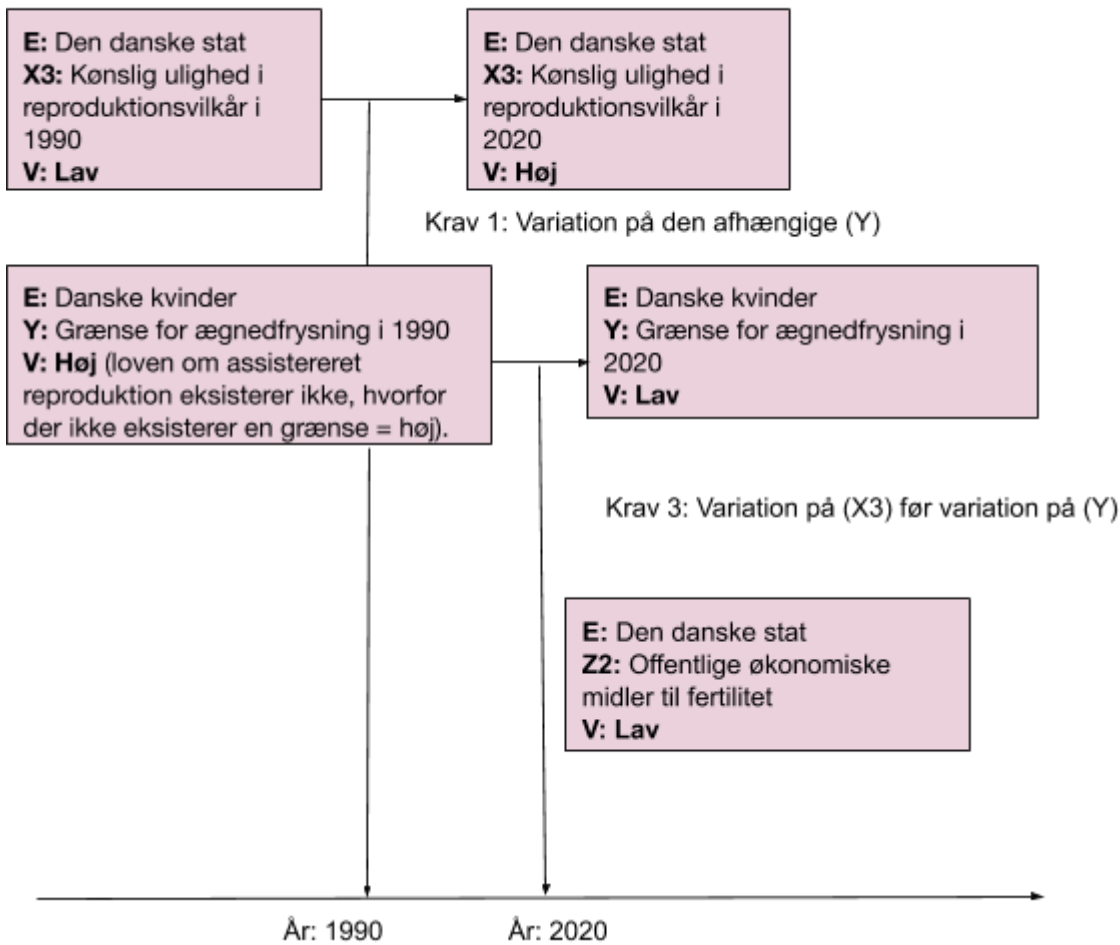 E: Den danske stat
X3: Kønslig ulighed i
reproduktionsvilkår i
1990
V: Lav
E: Den danske stat
X3: Kønslig ulighed i
reproduktionsvilkår i
2020
V: Høj
Krav 1: Variation på den afhængige (Y)
E: Danske kvinder
Y: Grænse for ægnedfrysning i 1990
V: Høj (loven om assistereret
reproduktion eksisterer ikke, hvorfor
der ikke eksisterer en grænse = høj).
E: Danske kvinder
Y: Grænse for ægnedfrysning i
2020
V: Lav
Krav 3: Variation på (X3) før variation på (Y)
E: Den danske stat
Z2: Offentlige økonomiske
midler til fertilitet
V: Lav
År: 1990
År: 2020